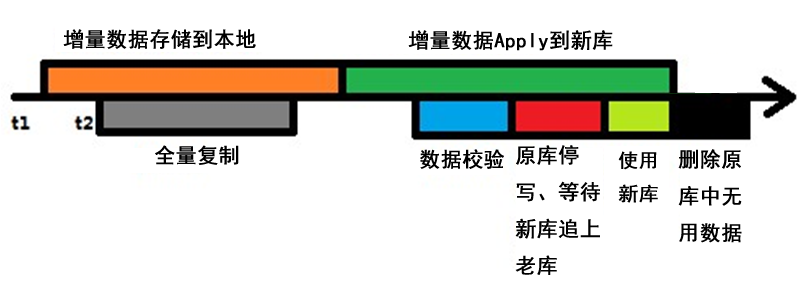 增量数据存储到本地
增量数据Apply到新库
t1
t2
全量复制
数据校验
原库停
写、等待
新库追上
老库
使用
新库
删除原
库中无
用数据